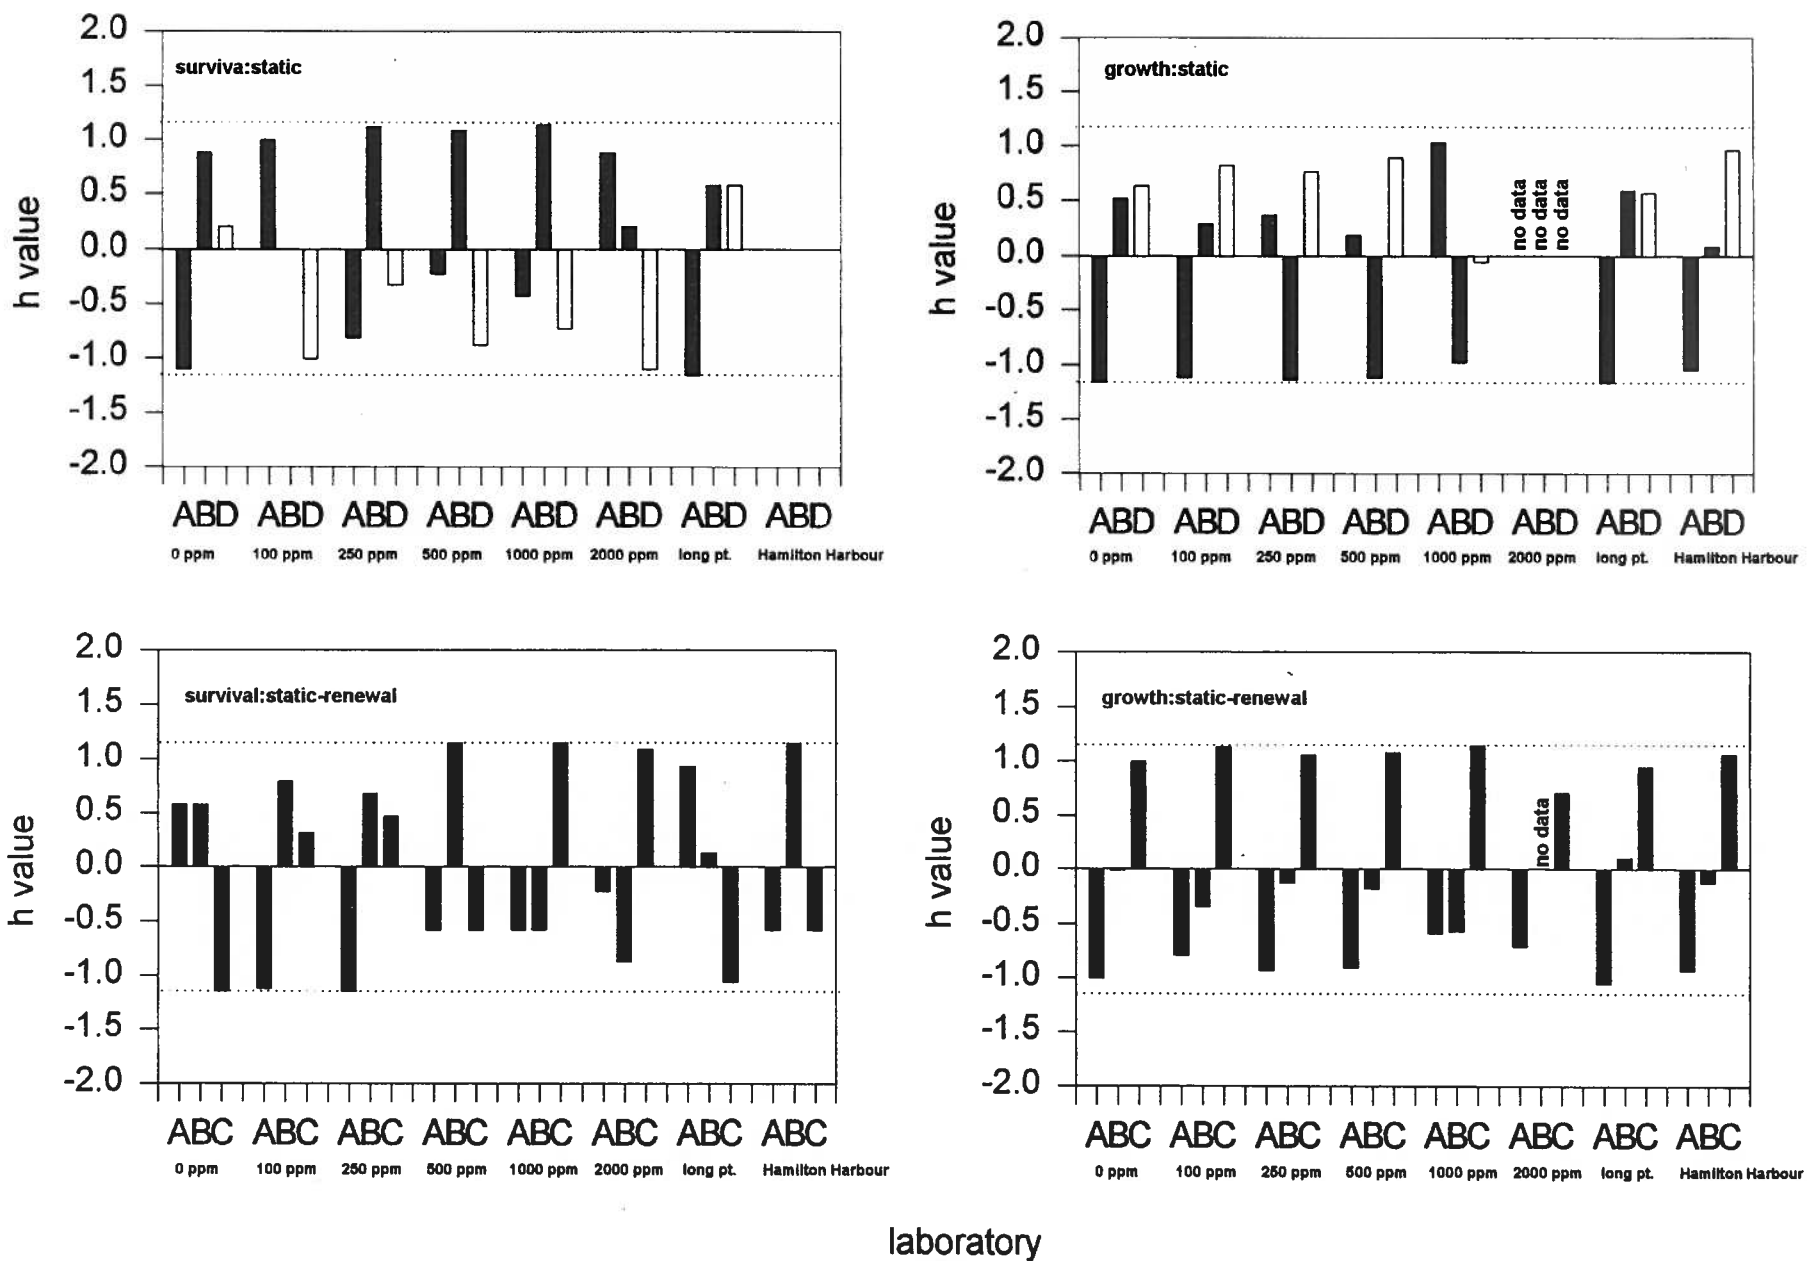 surviva:static
h value
2.0
1.5
1.0
0.5
0.0
-0.5
-1.0
-1.5
-2.0
ABD ABD ABD ABD ABD ABD ABD ABD
0 ppm 100 ppm 250 ppm 500 ppm 1000 ppm 2000 ppm long pt. Hamilton Harbour
growth:static
h value
2.0
1.5
1.0
0.5
0.0
-0.5
-1.0
-1.5
-2.0
no data
no data
no data
ABD ABD ABD ABD ABD ABD ABD ABD
0 ppm 100 ppm 250 ppm 500 ppm 1000 ppm 2000 ppm long pt. Hamilton Harbour
survival:static-renewal
h value
2.0
1.5
1.0
0.5
0.0
-0.5
-1.0
-1.5
-2.0
ABC ABC ABC ABC ABC ABC ABC ABC
0 ppm 100 ppm 250 ppm 500 ppm 1000 ppm 2000 ppm long pt. Hamilton Harbour
growth:static-renewal
h value
2.0
1.5
1.0
0.5
0.0
-0.5
-1.0
-1.5
-2.0
no data
ABC ABC ABC ABC ABC ABC ABC ABC
0 ppm 100 ppm 250 ppm 500 ppm 1000 ppm 2000 ppm long pt. Hamilton Harbour
laboratory